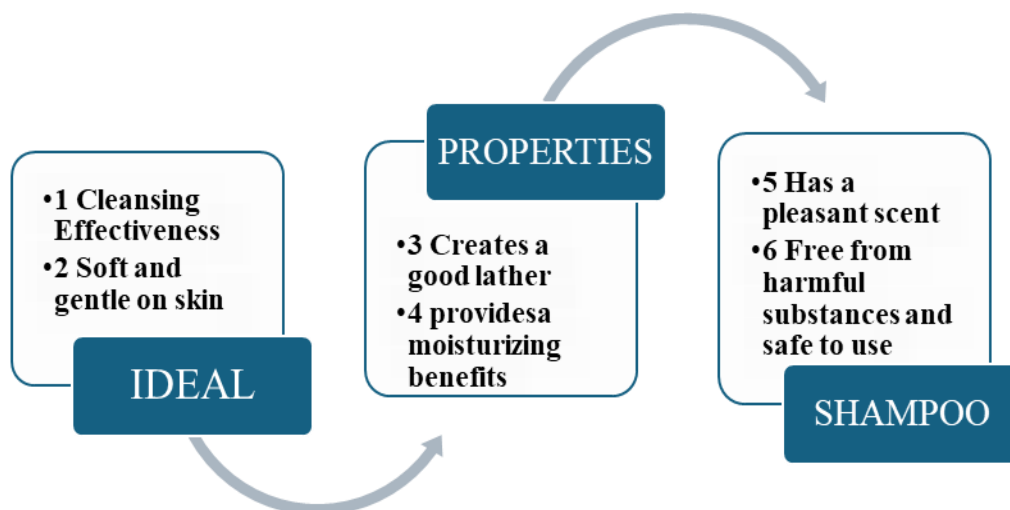 •1 Cleansing
Effectiveness
•2 Soft and
gentle on skin
IDEAL
PROPERTIES
•3 Creates a
good lather
•4 providesa
moisturizing
benefits
•5 Has a
pleasant scent
•6 Free from
harmful
substances and
safe to use
SHAMPOO